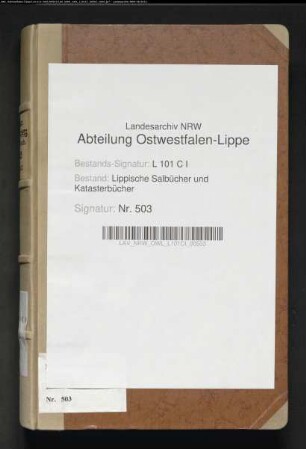 Landesarchiv NRW
Abteilung Ostwestfalen-Lippe
Bestands-Signatur: L 101 C I
Bestand: Lippische Salbücher und
Katasterbücher
Signatur: Nr. 503
Nr. 503